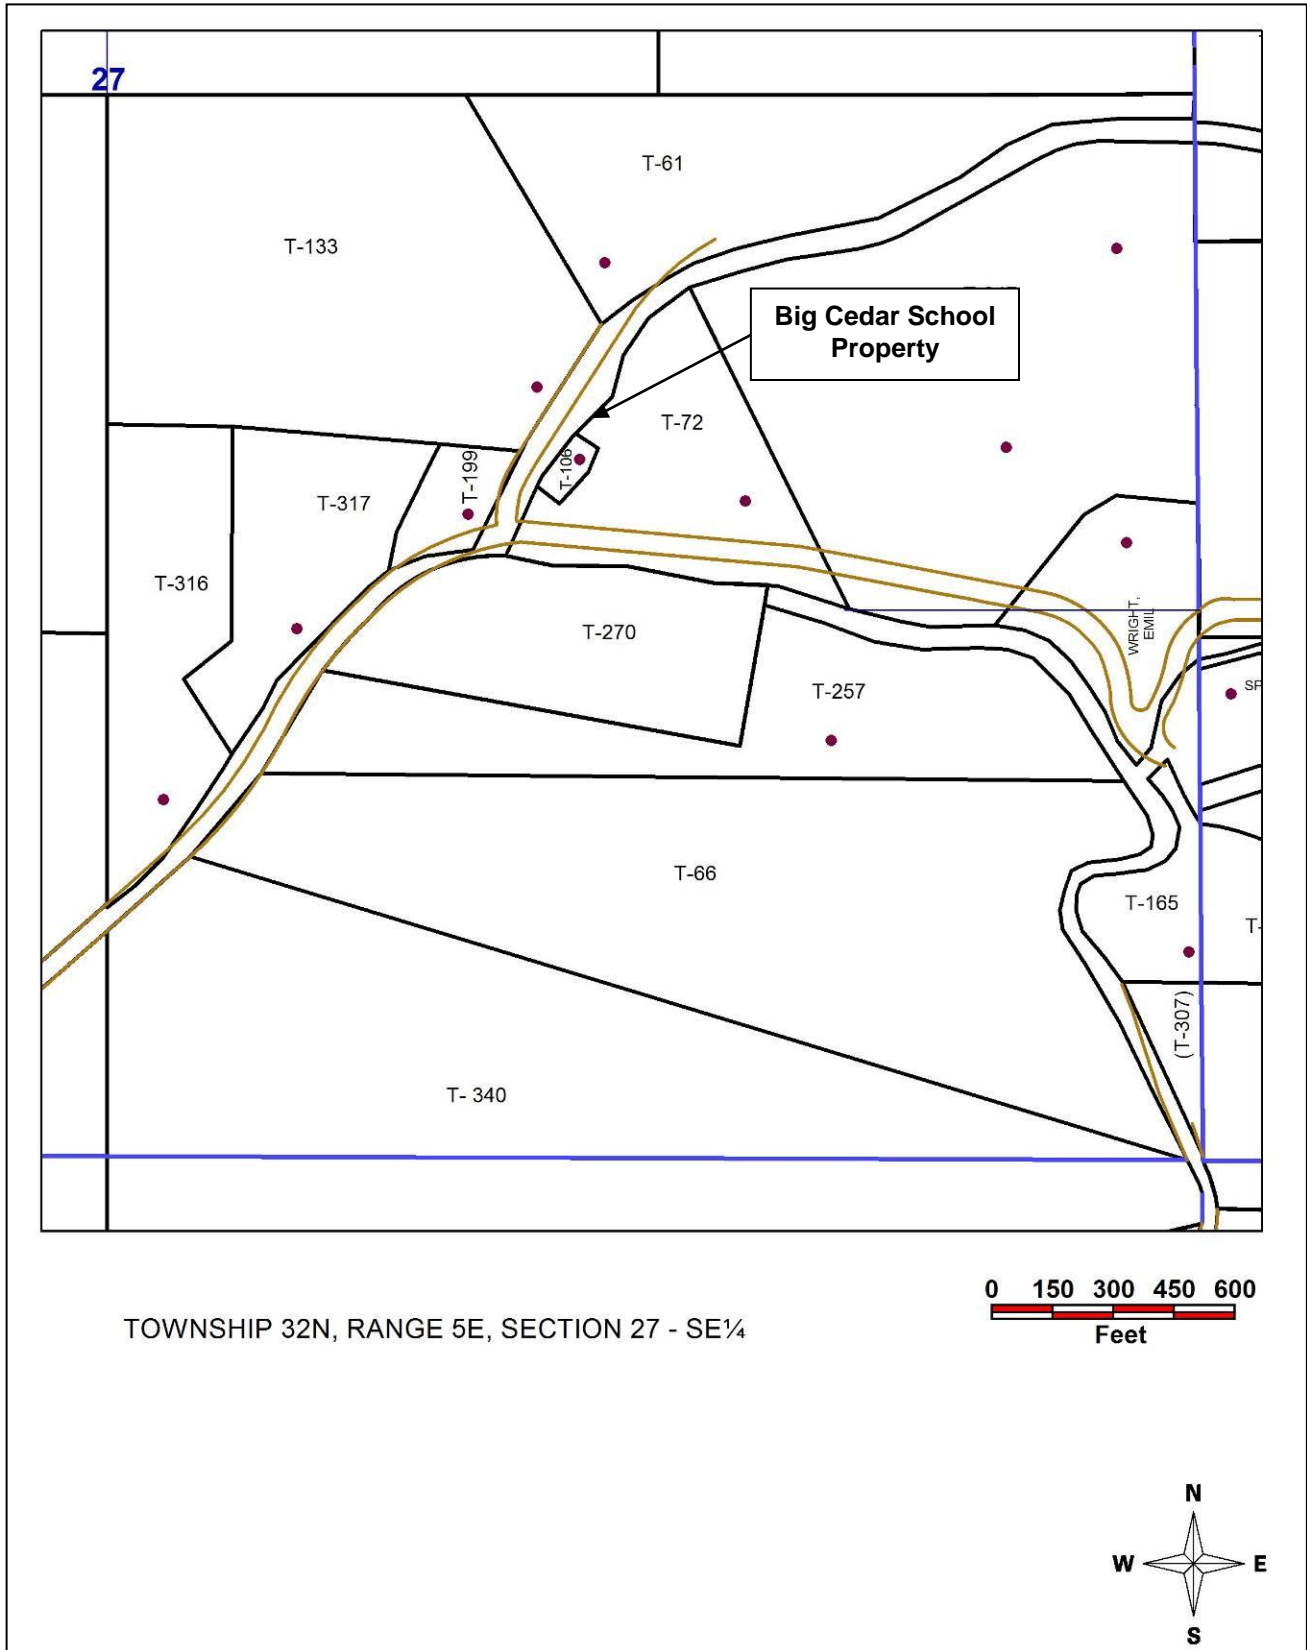 27
T-61
T-133
Big Cedar School
Property
T-72
T-106
T-199
T-317
T-316
T-270
WRIGHT,
EMIL
T-257
SP
T-66
T-165
T-
(T-307)
T- 340
0 150 300 450 600
Feet
TOWNSHIP 32N, RANGE 5E, SECTION 27 - SE¼
N
W E
S